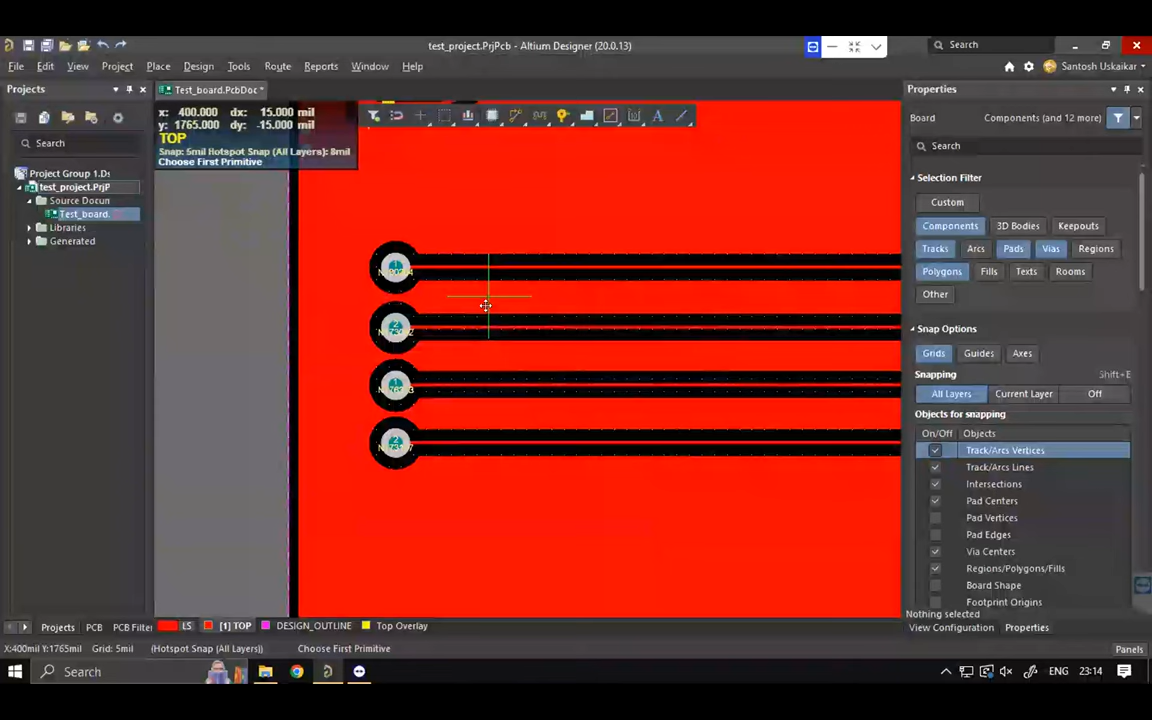 test_project.PrjPcb - Altium Designer (20.0.13)
Search
File Edit View Project Place Design Tools Route Reports Window Help
Santosh Uskaikar
Projects
Test_board.PcbDoc *
Properties
x: 400.000 dx: 15.000 mil
y: 1765.000 dy: -15.000 mil
TOP
Snap: 5mil Hotspot Snap (All Layers): 8mil
Choose First Primitive
Board Components (and 12 more)
Search
Search
Project Group 1.Ds
test_project.PrjP
Source Docun
Test_board.
Libraries
Generated
Selection Filter
Custom
Components 3D Bodies Keepouts
Tracks Arcs Pads Vias Regions
Polygons Fills Texts Rooms
Other
Snap Options
Grids Guides Axes
Snapping Shift+E
All Layers Current Layer Off
Objects for snapping
On/Off Objects
Track/Arcs Vertices
Track/Arcs Lines
Intersections
Pad Centers
Pad Vertices
Pad Edges
Via Centers
Regions/Polygons/Fills
Board Shape
Footprint Origins
Nothing selected
Projects PCB PCB Filter
LS [1] TOP DESIGN_OUTLINE Top Overlay
View Configuration Properties
X:400mil Y:1765mil Grid: 5mil (Hotspot Snap (All Layers)) Choose First Primitive
Panels
Search
ENG 23:14